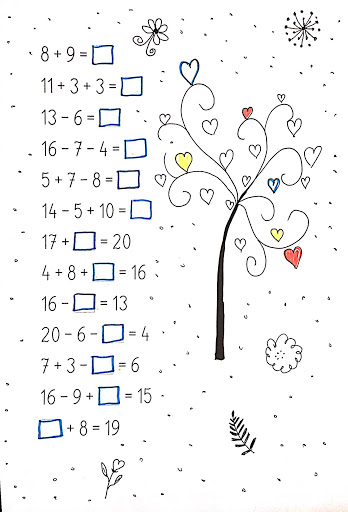 8 + 9 = □
11 + 3 + 3 = □
13 - 6 = □
16 - 7 - 4 = □
5 + 7 - 8 = □
14 - 5 + 10 = □
17 + □ = 20
4 + 8 + □ = 16
16 - □ = 13
20 - 6 - □ = 4
7 + 3 - □ = 6
16 - 9 + □ = 15
□ + 8 = 19